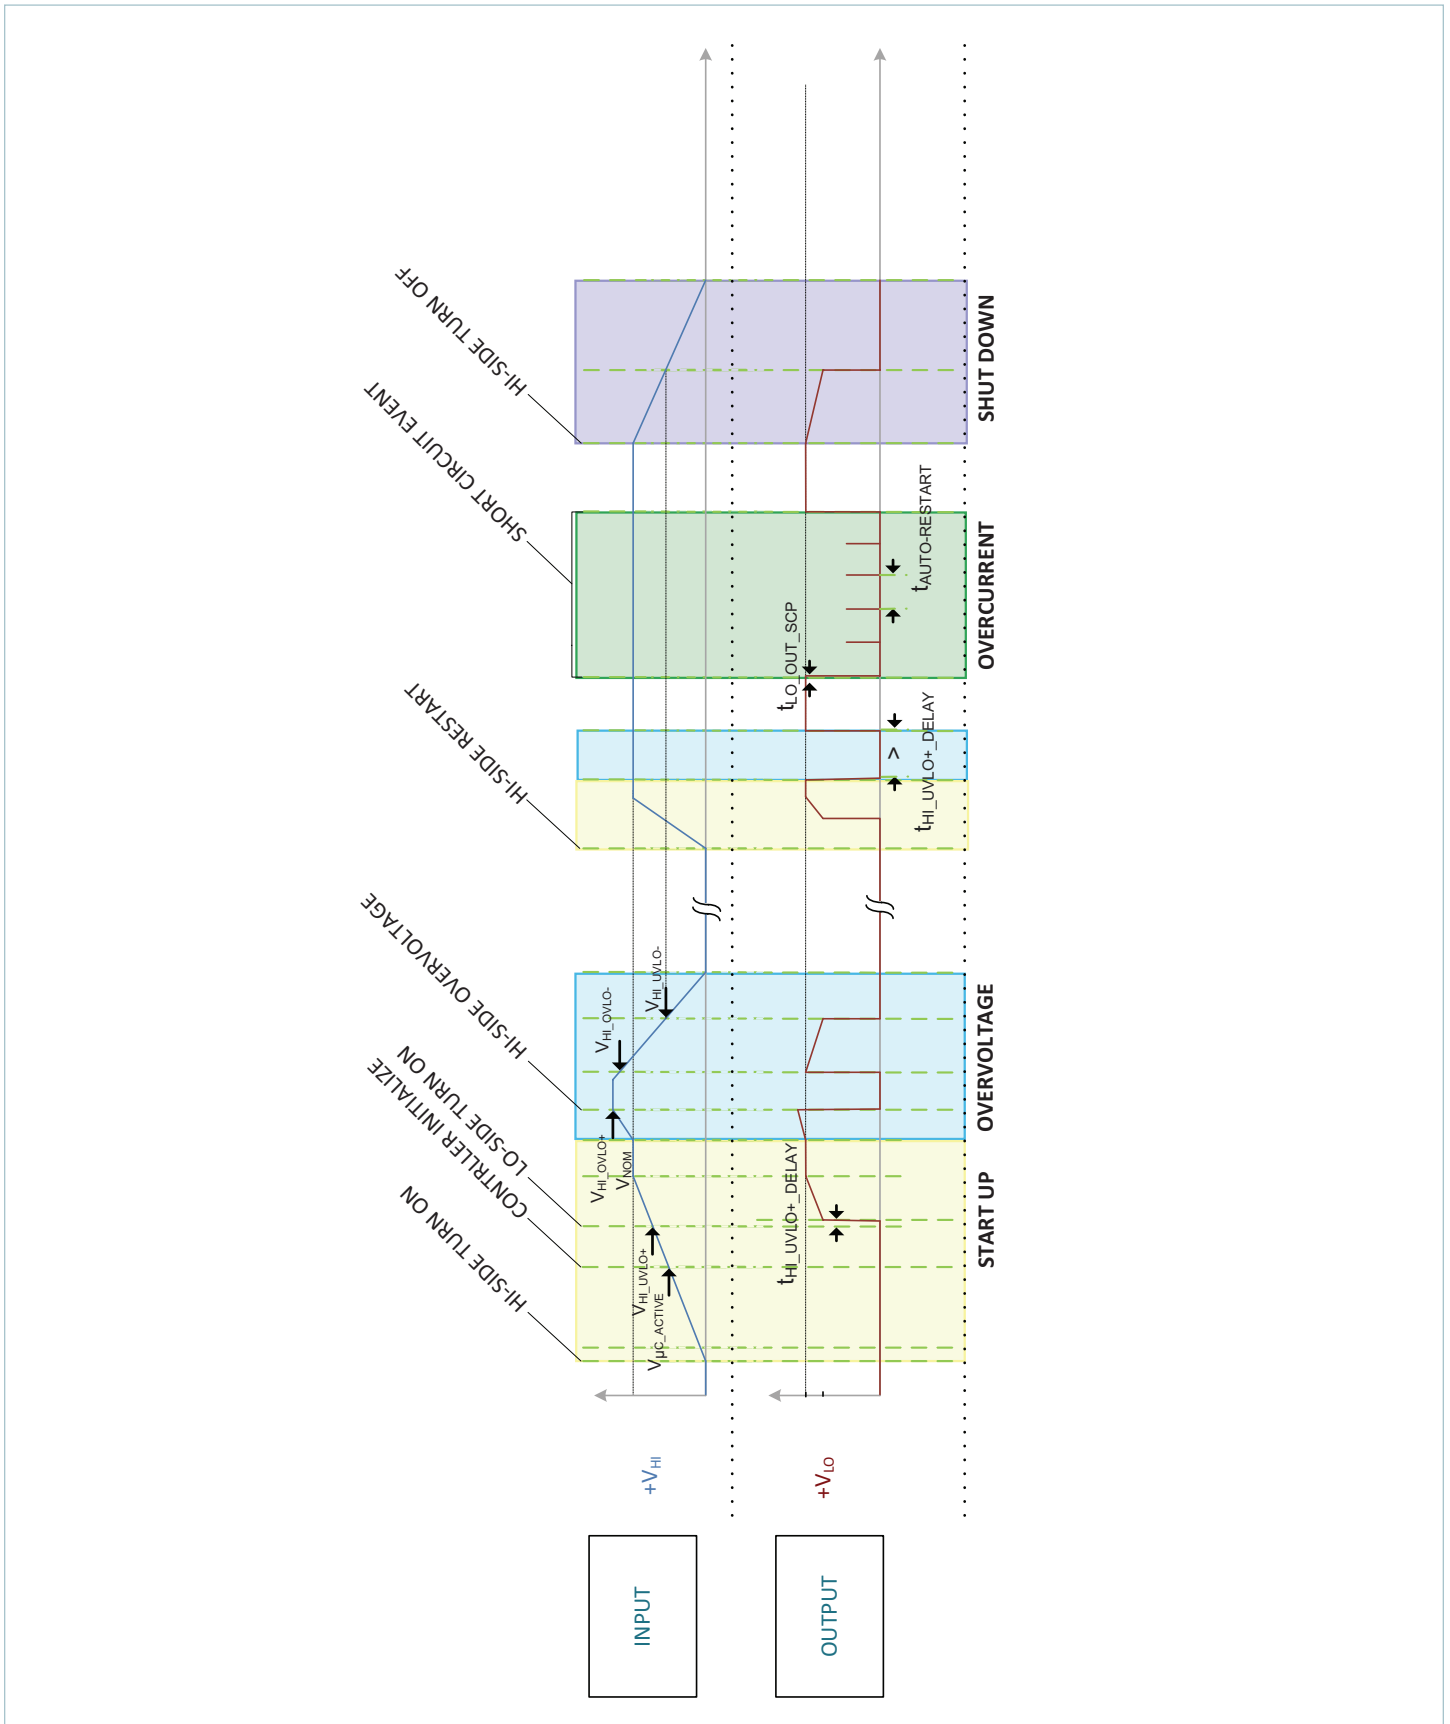 HI-SIDE TURN ON
CONTRLLER INITIALIZE
LO-SIDE TURN ON
HI-SIDE OVERVOLTAGE
HI-SIDE RESTART
SHORT CIRCUIT EVENT
HI-SIDE TURN OFF
INPUT
+VHI
VµC_ACTIVE
VHI_UVLO+
VNOM
VHI_OVLO+
VHI_OVLO-
VHI_UVLO-
OUTPUT
+VLO
tHI_UVLO+_DELAY
tLO_OUT_SCP
>
tHI_UVLO+_DELAY
tAUTO-RESTART
START UP
OVERVOLTAGE
OVERCURRENT
SHUT DOWN